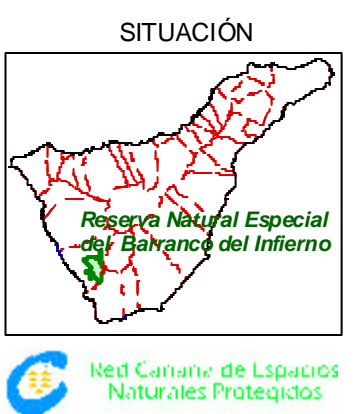 SITUACIÓN
Reserva Natural Especial
del Barranco del Infierno
Red Canaria de Espacios
Naturales Protegidos